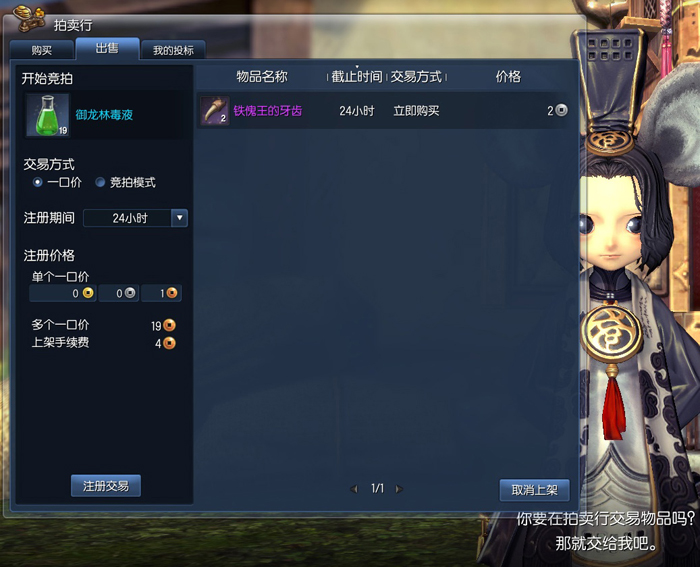 拍卖行
购买
出售
我的投标
开始竞拍
19
御龙林毒液
交易方式
一口价
竞拍模式
注册期间
24小时
注册价格
单个一口价
0
0
1
多个一口价
19
上架手续费
4
注册交易
物品名称
截止时间
交易方式
价格
2
铁傀王的牙齿
24小时
立即购买
2
1/1
取消上架
你要在拍卖行交易物品吗?
那就交给我吧。